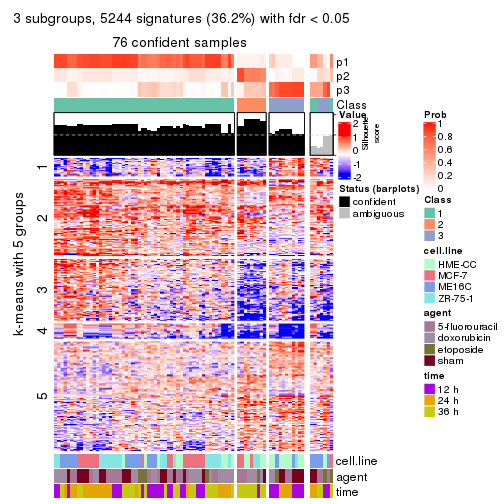 3 subgroups, 5244 signatures (36.2%) with fdr < 0.05
76 confident samples
p1
p2
p3
Class
1
2
3
4
5
k-means with 5 groups
cell.line
agent
time
Value
2
1
0
-1
-2
Silhouette
score
Status (barplots)
confident
ambiguous
Prob
1
0.8
0.6
0.4
0.2
0
Class
1
2
3
cell.line
HME-CC
MCF-7
ME16C
ZR-75-1
agent
5-fluorouracil
doxorubicin
etoposide
sham
time
12 h
24 h
36 h